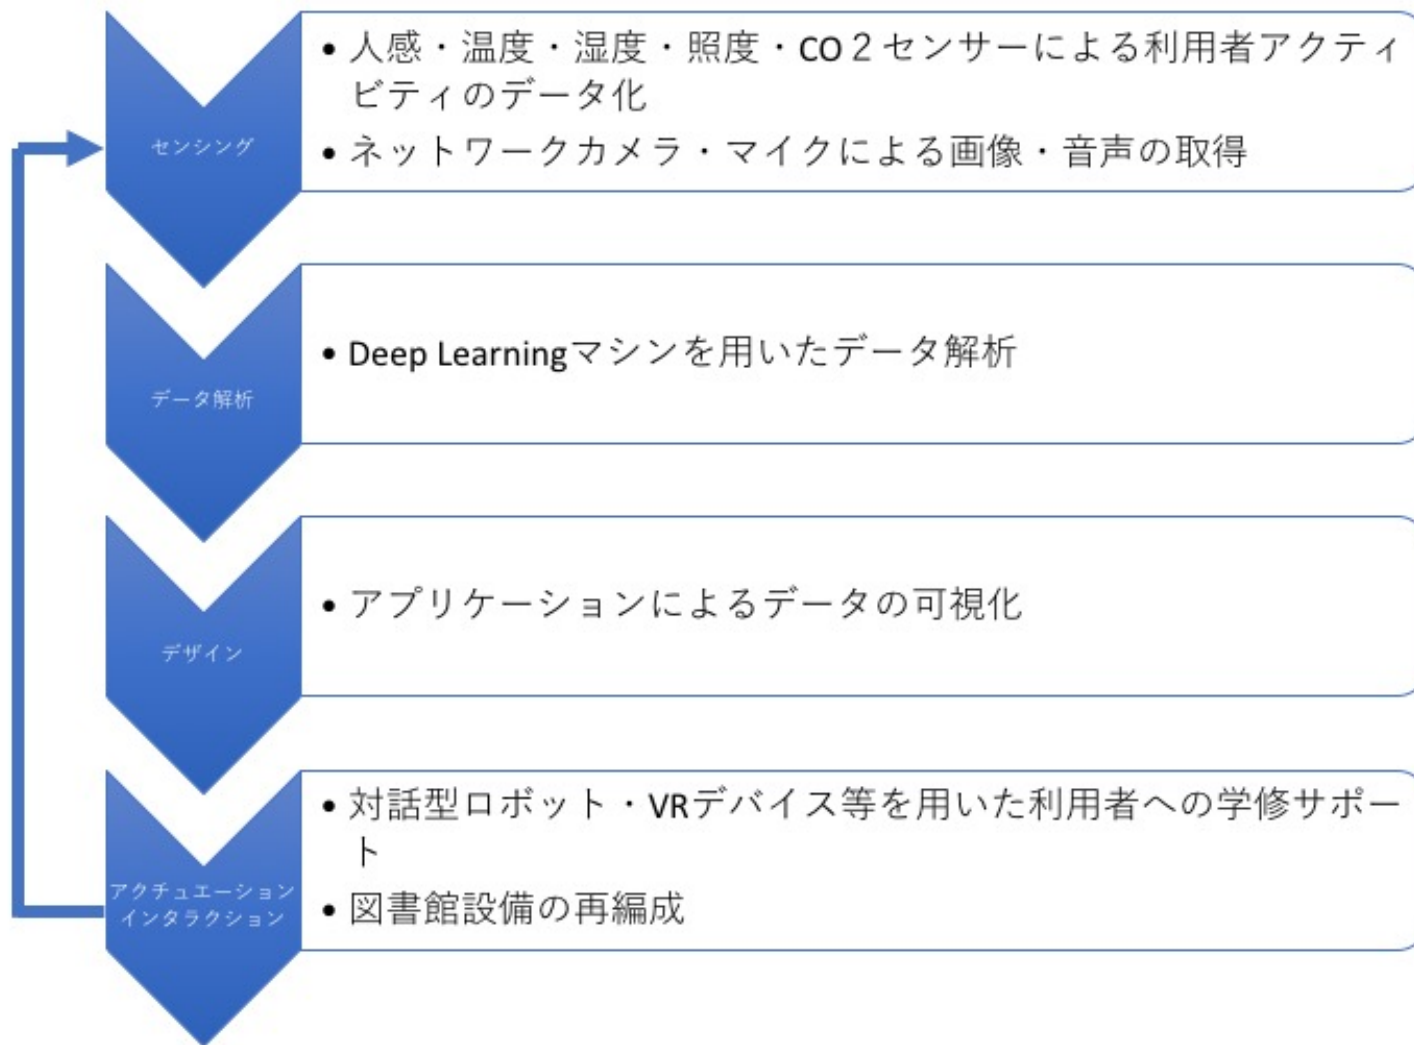 • 人感・温度・湿度・照度・CO２センサーによる利用者アクティ
ビティのデータ化
センシング
• ネットワークカメラ・マイクによる画像・音声の取得
• Deep Learningマシンを用いたデータ解析
データ解析
• アプリケーションによるデータの可視化
デザイン
• 対話型ロボット・VRデバイス等を用いた利用者への学修サポー
ト
アクチュエーション
インタラクション
• 図書館設備の再編成